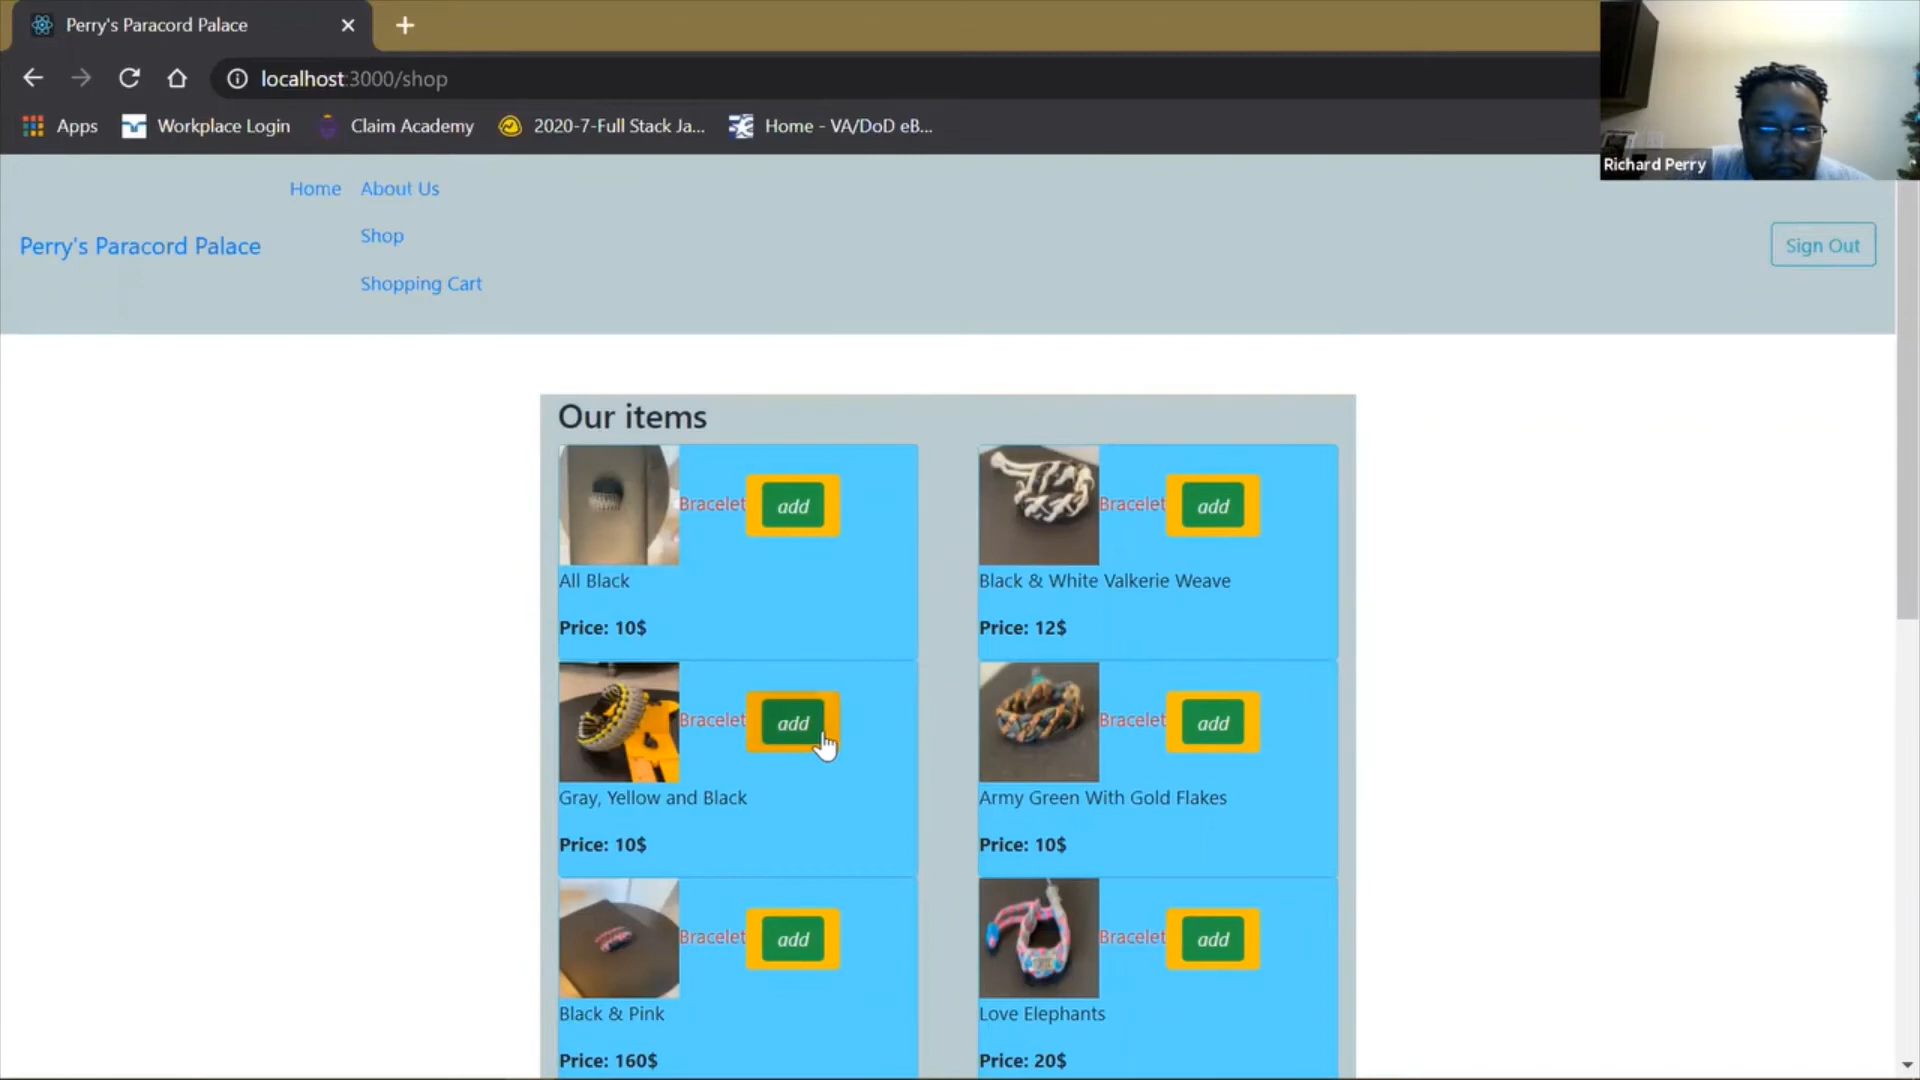 Perry's Paracord Palace
localhost:3000/shop
Apps
Workplace Login
Claim Academy
2020-7-Full Stack Ja...
Home - VA/DoD eB...
Richard Perry
Home
About Us
Shop
Shopping Cart
Perry's Paracord Palace
Sign Out
Our items
Bracelet
add
All Black
Price: 10$
Bracelet
add
Black & White Valkerie Weave
Price: 12$
Bracelet
add
Gray, Yellow and Black
Price: 10$
Bracelet
add
Army Green With Gold Flakes
Price: 10$
Bracelet
add
Black & Pink
Price: 160$
Bracelet
add
Love Elephants
Price: 20$